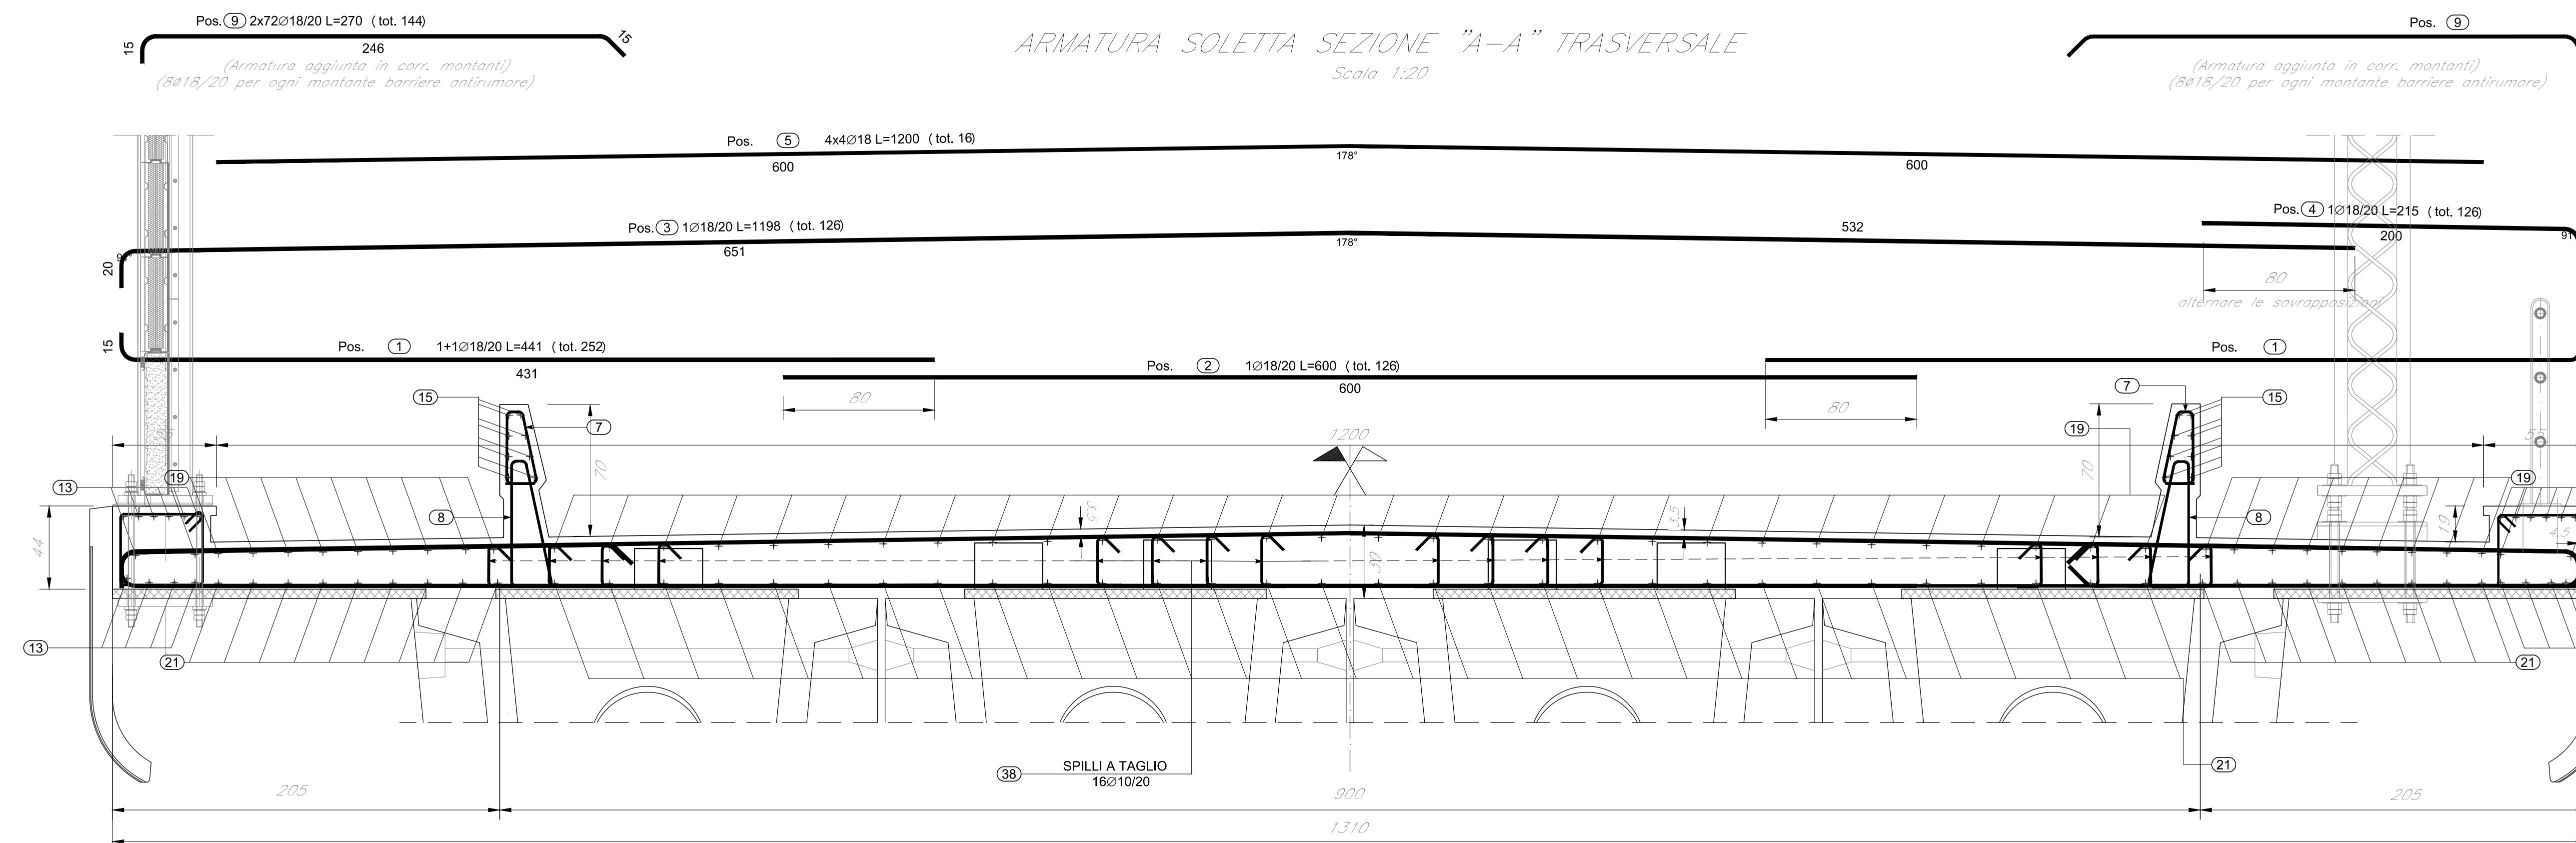 Pos. 9 2x72∅18/20 L=270 (tot. 144)
15
246
15
(Armatura aggiunta in corr. montanti)
(8ø18/20 per ogni montante barriere antirumore)
ARMATURA SOLETTA SEZIONE "A-A" TRASVERSALE
Scala 1:20
Pos. 9
(Armatura aggiunta in corr. montanti)
(8ø18/20 per ogni montante barriere antirumore)
Pos. 5 4x4∅18 L=1200 (tot. 16)
600
178°
600
Pos. 3 1∅18/20 L=1198 (tot. 126)
20
651
178°
532
Pos. 4 1∅18/20 L=215 (tot. 126)
200
80
alternare le sovrapposizioni
15
Pos. 1 1+1∅18/20 L=441 (tot. 252)
431
Pos. 2 1∅18/20 L=600 (tot. 126)
600
Pos. 1
80
80
15
7
7
15
1200
19
55
70
70
13
19
19
8
8
44
3.5
3.5
39
19
4.5
13
21
21
38
SPILLI A TAGLIO
16∅10/20
21
205
900
205
1310